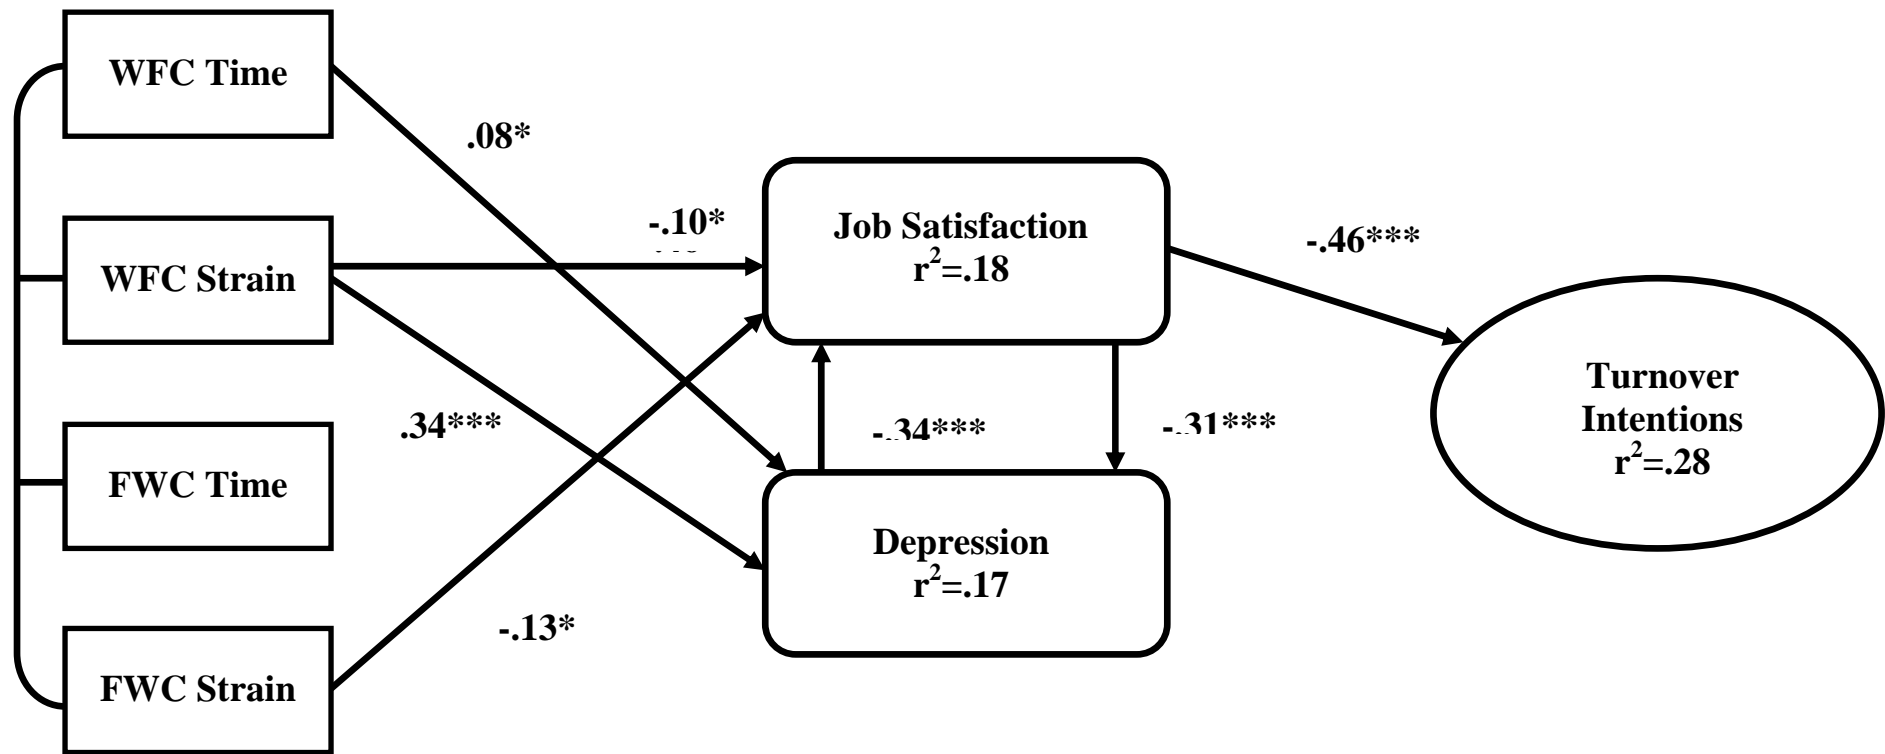 WFC Time
.08*
-.10*
Job Satisfaction
r²=.18
-.46***
WFC Strain
Turnover
Intentions
r²=.28
.34***
-.34***
-.31***
FWC Time
Depression
r²=.17
-.13*
FWC Strain